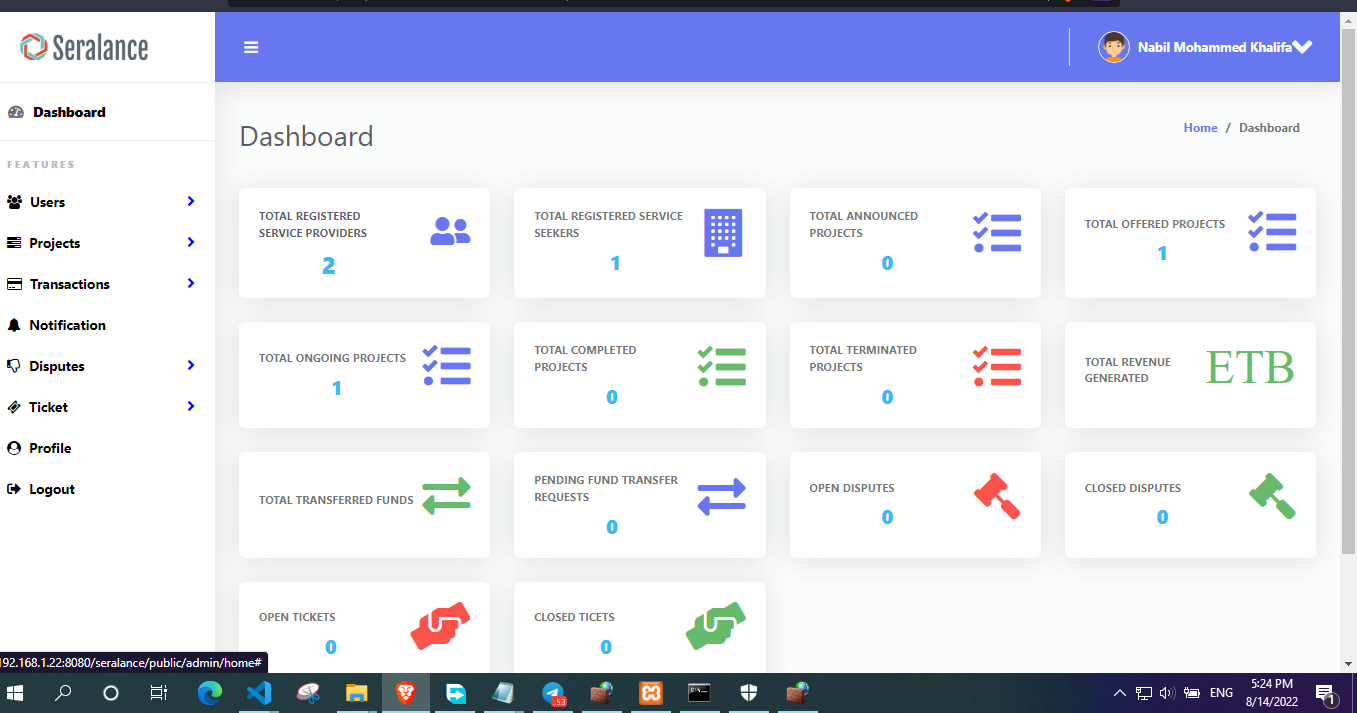 Seralance
Nabil Mohammed Khalifa
Dashboard
Dashboard
Home / Dashboard
FEATURES
Users
Projects
Transactions
Notification
Disputes
Ticket
Profile
Logout
TOTAL REGISTERED
SERVICE PROVIDERS
2
TOTAL REGISTERED SERVICE
SEEKERS
1
TOTAL ANNOUNCED
PROJECTS
0
TOTAL OFFERED PROJECTS
1
TOTAL ONGOING PROJECTS
1
TOTAL COMPLETED
PROJECTS
0
TOTAL TERMINATED
PROJECTS
0
TOTAL REVENUE
GENERATED
ETB
TOTAL TRANSFERRED FUNDS
PENDING FUND TRANSFER
REQUESTS
0
OPEN DISPUTES
0
CLOSED DISPUTES
0
OPEN TICKETS
0
CLOSED TICETS
0
192.168.1.22:8080/seralance/public/admin/home#
.53
ENG
5:24 PM
8/14/2022
1